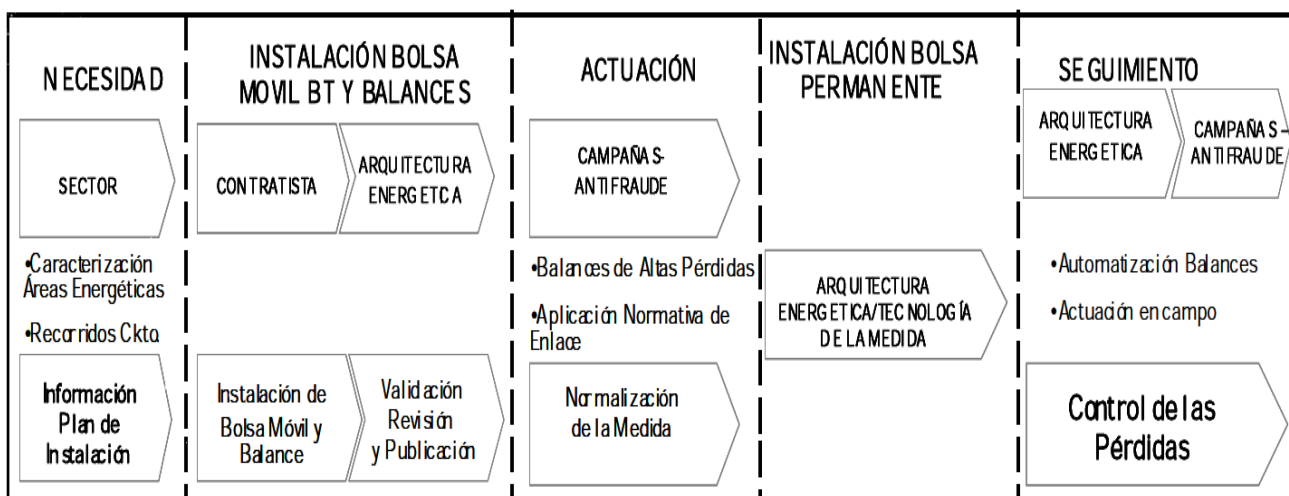 NECESIDAD
SECTOR
•Caracterización
Áreas Energéticas
•Recorridos Ckto.
Información
Plan de
Instalación
INSTALACIÓN BOLSA
MOVIL BT Y BALANCES
CONTRATISTA
ARQUITECTURA
ENERGETCA
Instalación de
Bolsa Móvil y
Balance
Validación
Revisión
y Publicación
ACTUACIÓN
CAMPAÑAS-
ANTIFRAUDE
•Balances de Altas Pérdidas
•Aplicación Normativa de
Enlace
Normalización
de la Medida
INSTALACIÓN BOLSA
PERMANENTE
ARQUITECTURA
ENERGETICA/TECNOLOGÍA
DE LA MEDIDA
SEGUIMIENTO
ARQUITECTURA
ENERGETICA
CAMPAÑAS –
ANTIFRAUDE
•Automatización Balances
•Actuación en campo
Control de las
Pérdidas